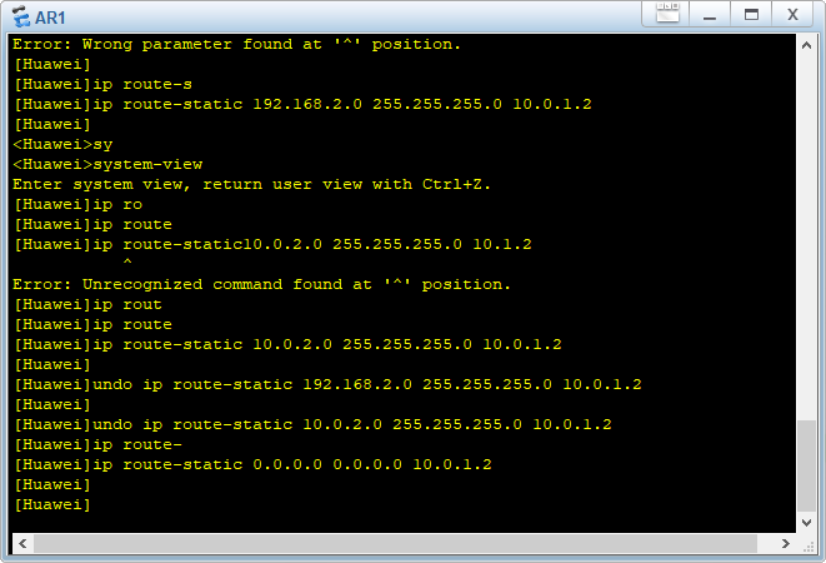 AR1
Error: Wrong parameter found at '^' position.
[Huawei]
[Huawei]ip route-s
[Huawei]ip route-static 192.168.2.0 255.255.255.0 10.0.1.2
[Huawei]
<Huawei>sy
<Huawei>system-view
Enter system view, return user view with Ctrl+Z.
[Huawei]ip ro
[Huawei]ip route
[Huawei]ip route-static10.0.2.0 255.255.255.0 10.1.2
^
Error: Unrecognized command found at '^' position.
[Huawei]ip rout
[Huawei]ip route
[Huawei]ip route-static 10.0.2.0 255.255.255.0 10.0.1.2
[Huawei]
[Huawei]undo ip route-static 192.168.2.0 255.255.255.0 10.0.1.2
[Huawei]
[Huawei]undo ip route-static 10.0.2.0 255.255.255.0 10.0.1.2
[Huawei]ip route-
[Huawei]ip route-static 0.0.0.0 0.0.0.0 10.0.1.2
[Huawei]
[Huawei]